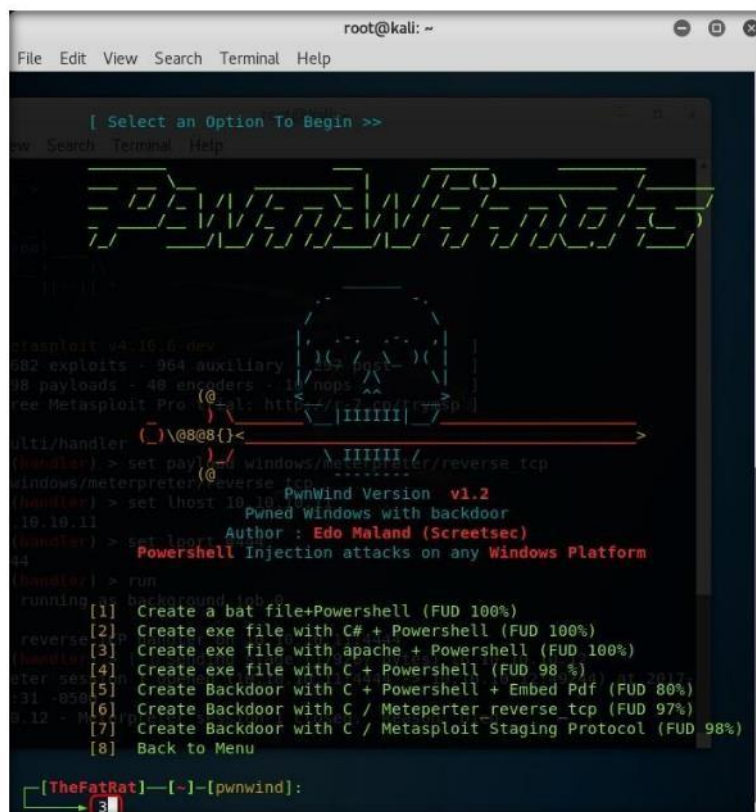 root@kali: ~
File Edit View Search Terminal Help
[ Select an Option To Begin >>
PwnWinds
PwnWind Version v1.2
Pwned Windows with backdoor
Author : Edo Maland (Screetsec)
Powershell Injection attacks on any Windows Platform
[1] Create a bat file+Powershell (FUD 100%)
[2] Create exe file with C# + Powershell (FUD 100%)
[3] Create exe file with apache + Powershell (FUD 100%)
[4] Create exe file with C + Powershell (FUD 98 %)
[5] Create Backdoor with C + Powershell + Embed Pdf (FUD 80%)
[6] Create Backdoor with C / Meteperter_reverse_tcp (FUD 97%)
[7] Create Backdoor with C / Metasploit Staging Protocol (FUD 98%)
[8] Back to Menu
[TheFatRat]—[~]-[pwnwind]:
3